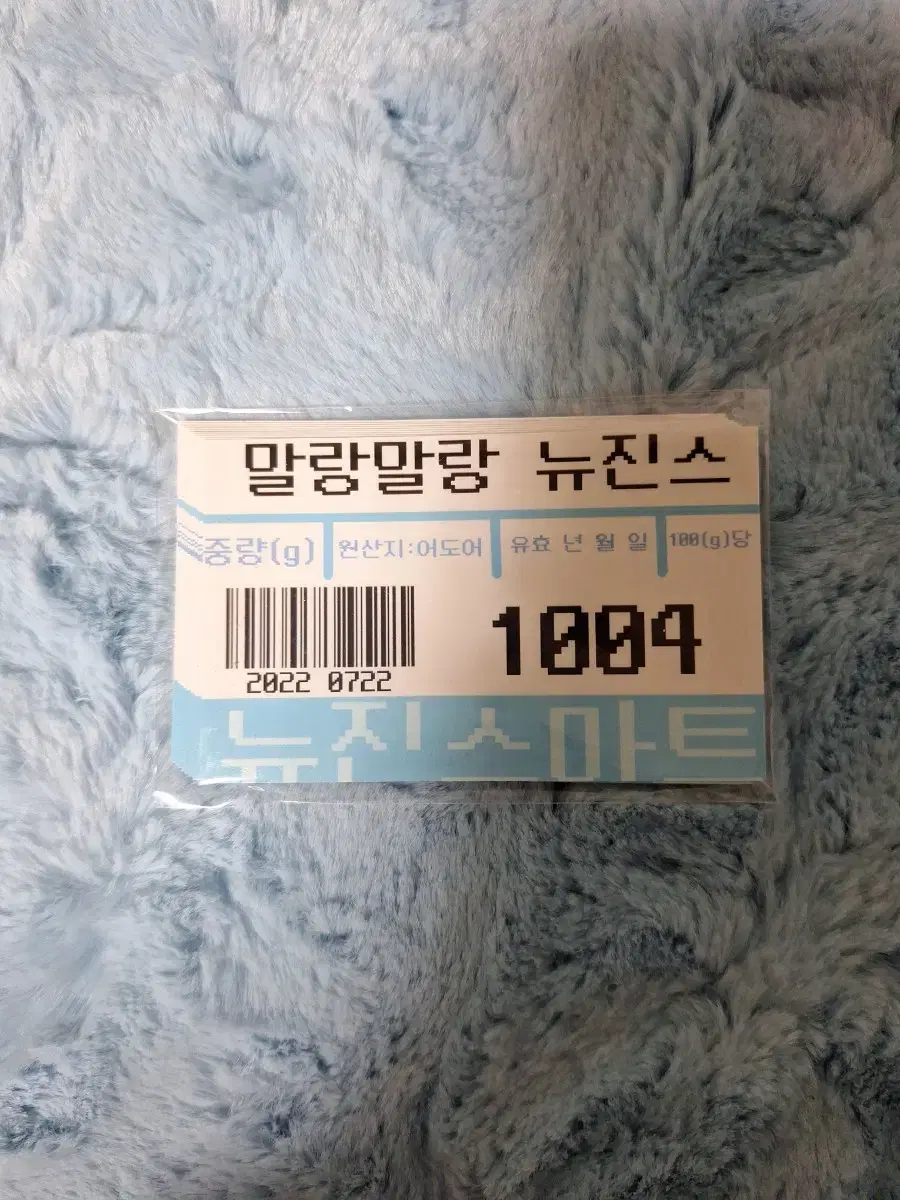 말랑말랑 뉴진스
중량(g) 원산지:어도어 유효 년 월 일 100(g)당
1004
2022 0722
뉴진스마트